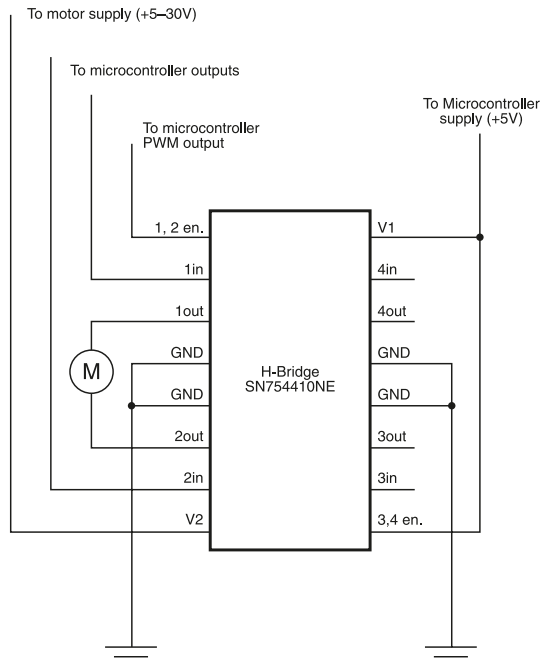 To motor supply (+5–30V)
To microcontroller outputs
To microcontroller
PWM output
To Microcontroller
supply (+5V)
1, 2 en.
1in
1out
GND
GND
2out
2in
V2
M
H-Bridge
SN754410NE
V1
4in
4out
GND
GND
3out
3in
3,4 en.